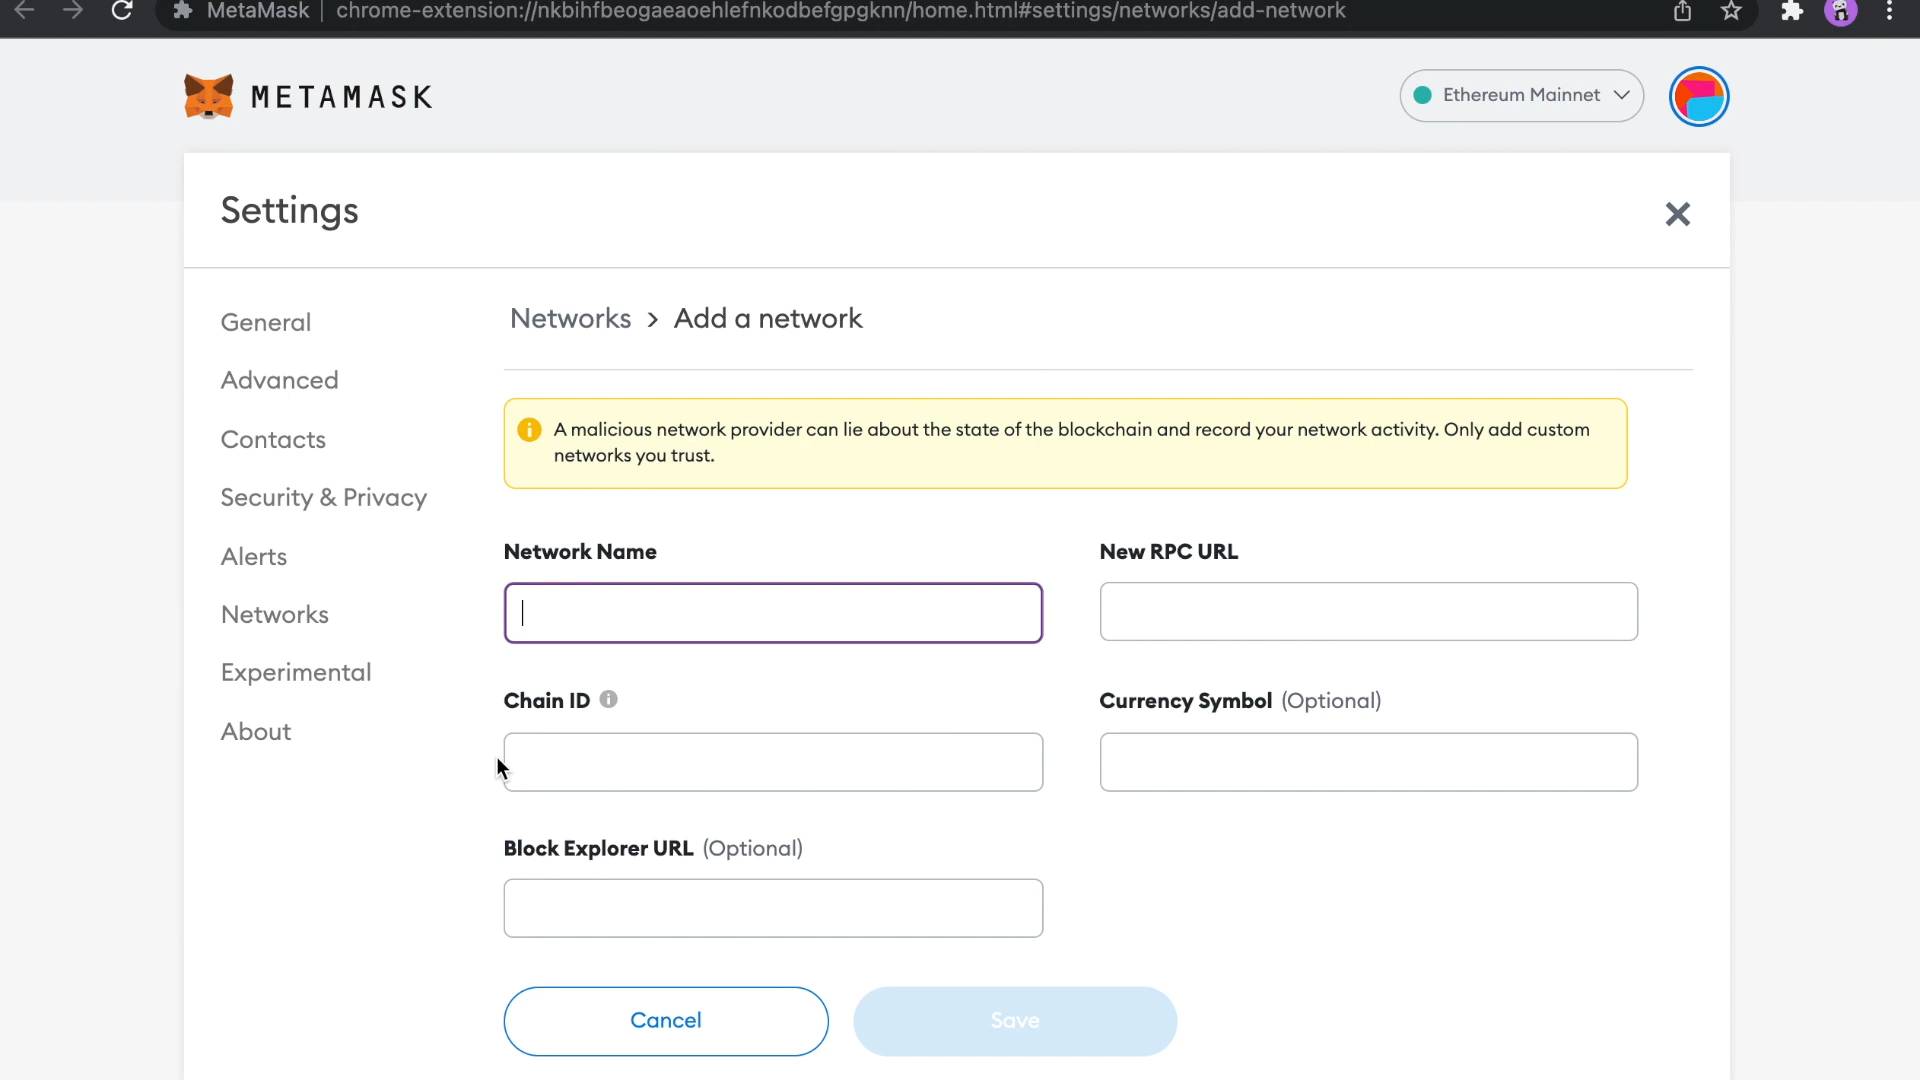 MetaMask | chrome-extension://nkbihfbeogaeaoehlefnkodbefgpgknn/home.html#settings/networks/add-network
METAMASK
Ethereum Mainnet
Settings
General
Advanced
Contacts
Security & Privacy
Alerts
Networks
Experimental
About
Networks > Add a network
A malicious network provider can lie about the state of the blockchain and record your network activity. Only add custom
networks you trust.
Network Name
New RPC URL
Chain ID
Currency Symbol (Optional)
Block Explorer URL (Optional)
Cancel
Save